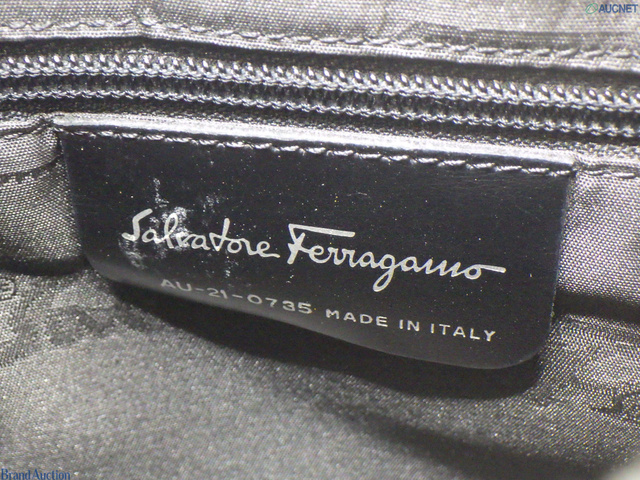 AUCNET
Salvatore Ferragamo
AU-21-0735 MADE IN ITALY
BrandAuction